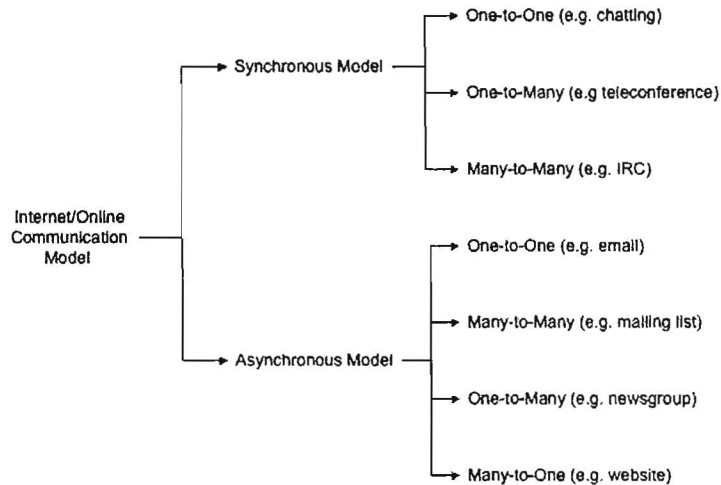 One-to-One (e.g. chatting)
Synchronous Model
One-to-Many (e.g teleconference)
Many-to-Many (e.g. IRC)
Internet/Online
Communication
Model
One-to-One (e.g. email)
Many-to-Many (e.g. mailing list)
Asynchronous Model
One-to-Many (e.g. newsgroup)
Many-to-One (e.g. website)